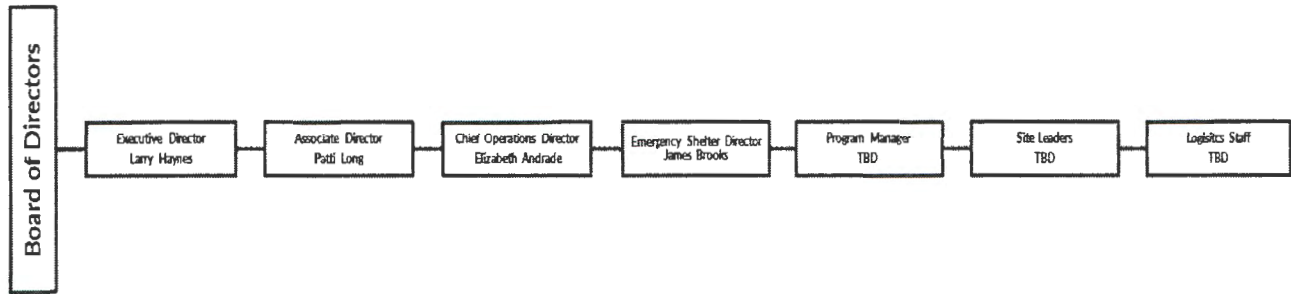 Board of Directors
Executive Director
Larry Haynes
Associate Director
Patti Long
Chief Operations Director
Elizabeth Andrade
Emergency Shelter Director
James Brooks
Program Manager
TBD
Site Leaders
TBD
Logisitcs Staff
TBD